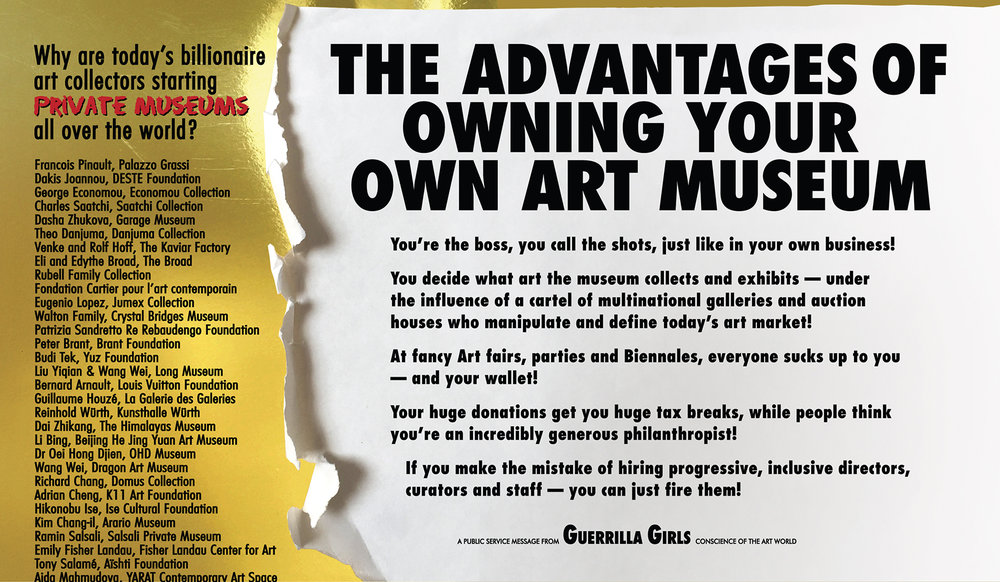 Why are today's billionaire
art collectors starting
PRIVATE MUSEUMS
all over the world?
Francois Pinault, Palazzo Grassi
Dakis Joannou, DESTE Foundation
George Economou, Economou Collection
Charles Saatchi, Saatchi Collection
Dasha Zhukova, Garage Museum
Theo Danjuma, Danjuma Collection
Venke and Rolf Hoff, The Kaviar Factory
Eli and Edythe Broad, The Broad
Rubell Family Collection
Fondation Cartier pour l'art contemporain
Eugenio Lopez, Jumex Collection
Walton Family, Crystal Bridges Museum
Patrizia Sandretto Re Rebaudengo Foundation
Peter Brant, Brant Foundation
Budi Tek, Yuz Foundation
Liu Yiqian & Wang Wei, Long Museum
Bernard Arnault, Louis Vuitton Foundation
Guillaume Houzé, La Galerie des Galeries
Reinhold Würth, Kunsthalle Würth
Dai Zhikang, The Himalayas Museum
Li Bing, Beijing He Jing Yuan Art Museum
Dr Oei Hong Djien, OHD Museum
Wang Wei, Dragon Art Museum
Richard Chang, Domus Collection
Adrian Cheng, K11 Art Foundation
Hikonobu Ise, Ise Cultural Foundation
Kim Chang-il, Arario Museum
Ramin Salsali, Salsali Private Museum
Emily Fisher Landau, Fisher Landau Center for Art
Tony Salamé, Aïshti Foundation
Aida Mahmudova, YARAT Contemporary Art Space
THE ADVANTAGES OF
OWNING YOUR
OWN ART MUSEUM
You're the boss, you call the shots, just like in your own business!
You decide what art the museum collects and exhibits — under
the influence of a cartel of multinational galleries and auction
houses who manipulate and define today's art market!
At fancy Art fairs, parties and Biennales, everyone sucks up to you
— and your wallet!
Your huge donations get you huge tax breaks, while people think
you're an incredibly generous philanthropist!
If you make the mistake of hiring progressive, inclusive directors,
curators and staff — you can just fire them!
A PUBLIC SERVICE MESSAGE FROM GUERRILLA GIRLS CONSCIENCE OF THE ART WORLD